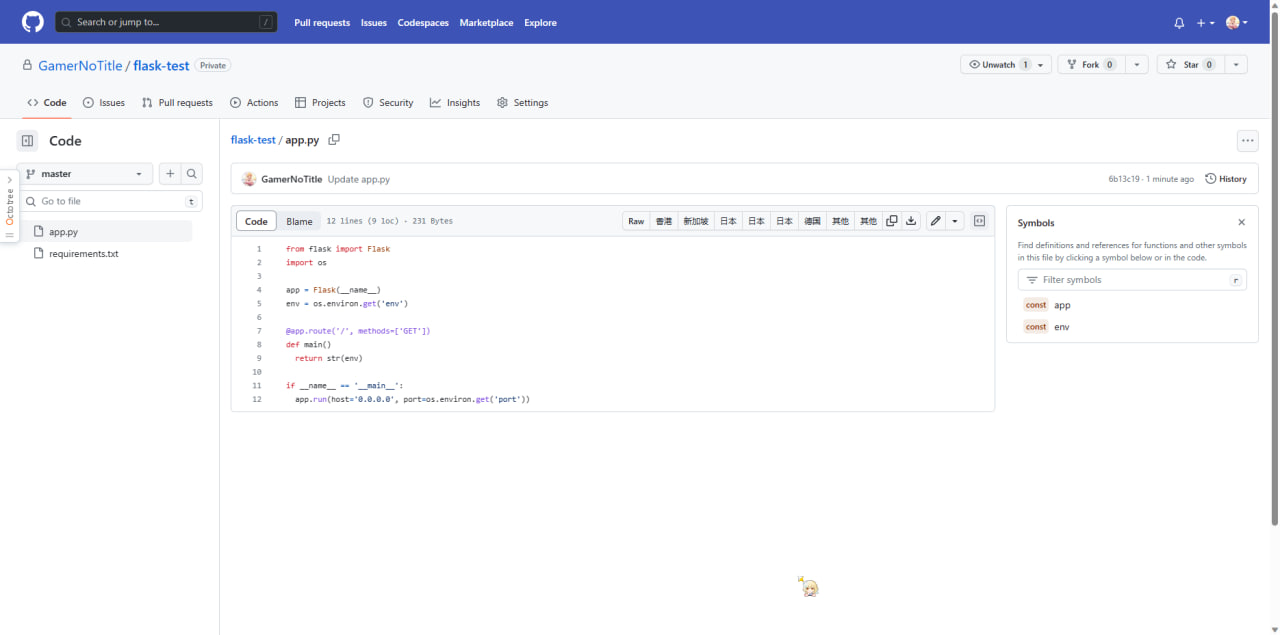 Search or jump to... /
Pull requests Issues Codespaces Marketplace Explore
GamerNoTitle / flask-test Private
Unwatch 1 Fork 0 Star 0
Code Issues Pull requests Actions Projects Security Insights Settings
Code
master
Go to file t
app.py
requirements.txt
Octotree
flask-test / app.py
GamerNoTitle Update app.py 6b13c19 · 1 minute ago History
Code Blame 12 lines (9 loc) · 231 Bytes Raw 香港 新加坡 日本 日本 日本 德国 其他 其他
1 from flask import Flask
2 import os
3
4 app = Flask(__name__)
5 env = os.environ.get('env')
6
7 @app.route('/', methods=['GET'])
8 def main()
9 return str(env)
10
11 if __name__ == '__main__':
12 app.run(host='0.0.0.0', port=os.environ.get('port'))
Symbols
Find definitions and references for functions and other symbols
in this file by clicking a symbol below or in the code.
Filter symbols r
const app
const env